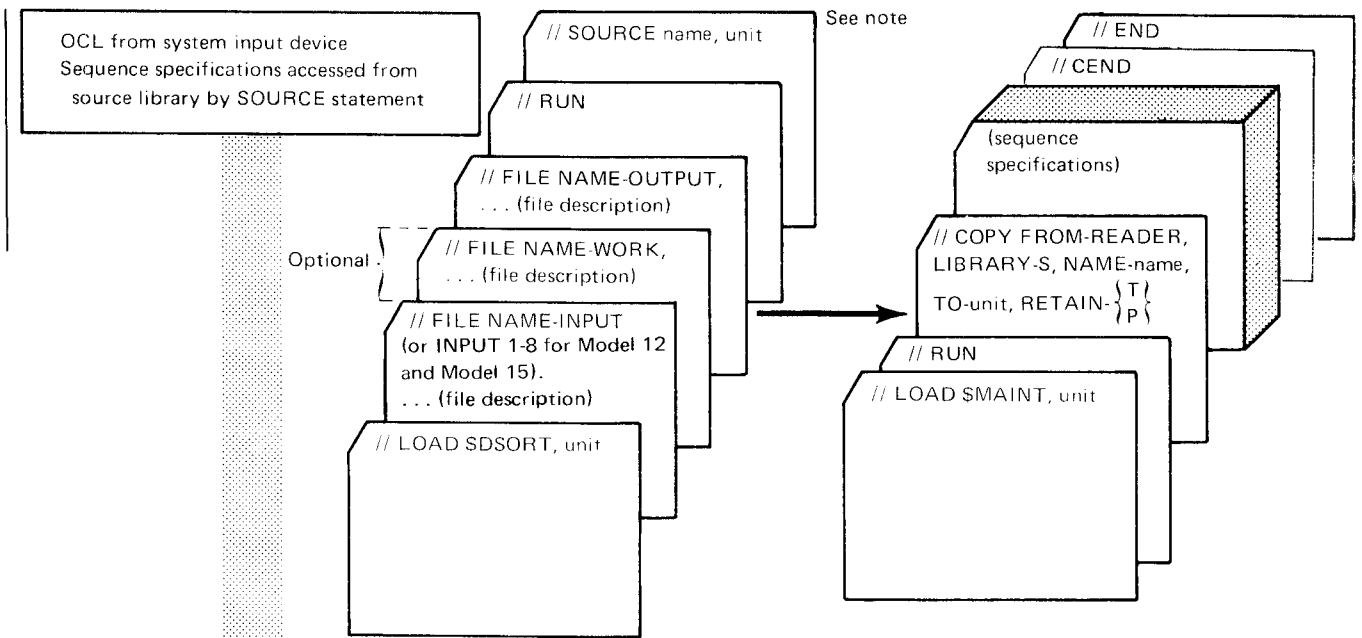 OCL from system input device
Sequence specifications accessed from
source library by SOURCE statement
// SOURCE name, unit
See note
// RUN
// FILE NAME-OUTPUT,
. . . (file description)
Optional
// FILE NAME-WORK,
. . . (file description)
// FILE NAME-INPUT
(or INPUT 1-8 for Model 12
and Model 15).
. . . (file description)
// LOAD $DSORT, unit
// END
// CEND
(sequence
specifications)
// COPY FROM-READER,
LIBRARY-S, NAME-name,
TO-unit, RETAIN- { T
P }
// RUN
// LOAD $MAINT, unit